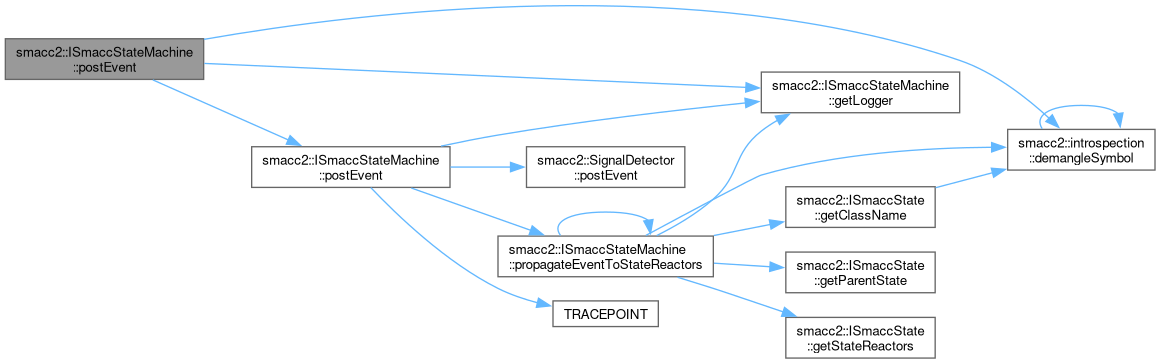 smacc2::ISmaccStateMachine
::postEvent
smacc2::ISmaccStateMachine
::getLogger
smacc2::introspection
::demangleSymbol
smacc2::ISmaccStateMachine
::postEvent
smacc2::SignalDetector
::postEvent
smacc2::ISmaccState
::getClassName
smacc2::ISmaccStateMachine
::propagateEventToStateReactors
smacc2::ISmaccState
::getParentState
TRACEPOINT
smacc2::ISmaccState
::getStateReactors